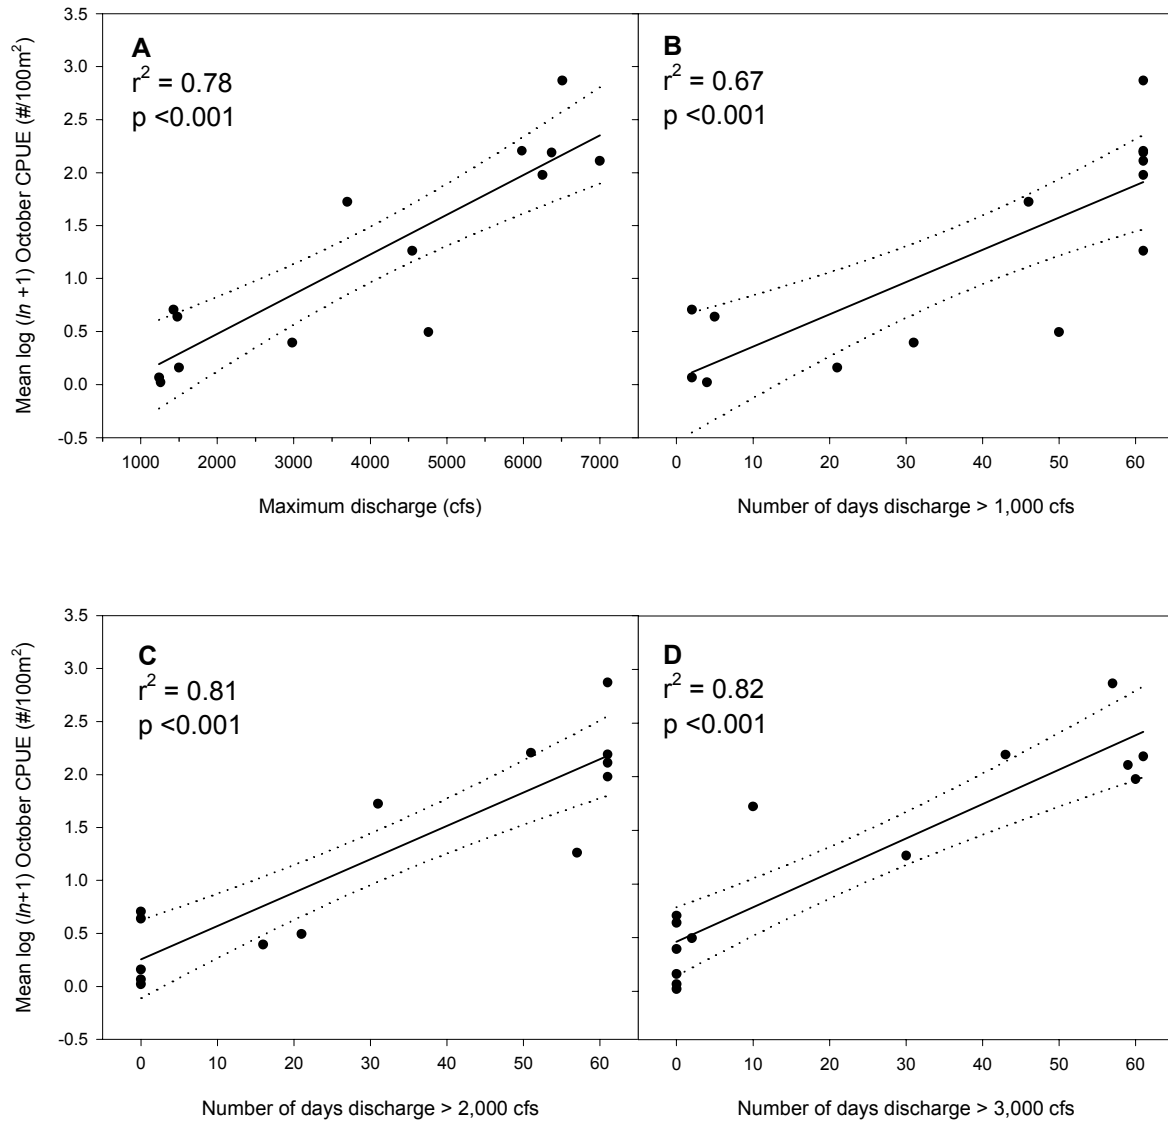 Mean log (ln +1) October CPUE (#/100m²)
3.5
3.0
2.5
2.0
1.5
1.0
0.5
0.0
-0.5
A
r² = 0.78
p <0.001
1000 2000 3000 4000 5000 6000 7000
Maximum discharge (cfs)
B
r² = 0.67
p <0.001
0 10 20 30 40 50 60
Number of days discharge > 1,000 cfs
Mean log (ln+1) October CPUE (#/100m²)
3.5
3.0
2.5
2.0
1.5
1.0
0.5
0.0
-0.5
C
r² = 0.81
p <0.001
0 10 20 30 40 50 60
Number of days discharge > 2,000 cfs
D
r² = 0.82
p <0.001
0 10 20 30 40 50 60
Number of days discharge > 3,000 cfs